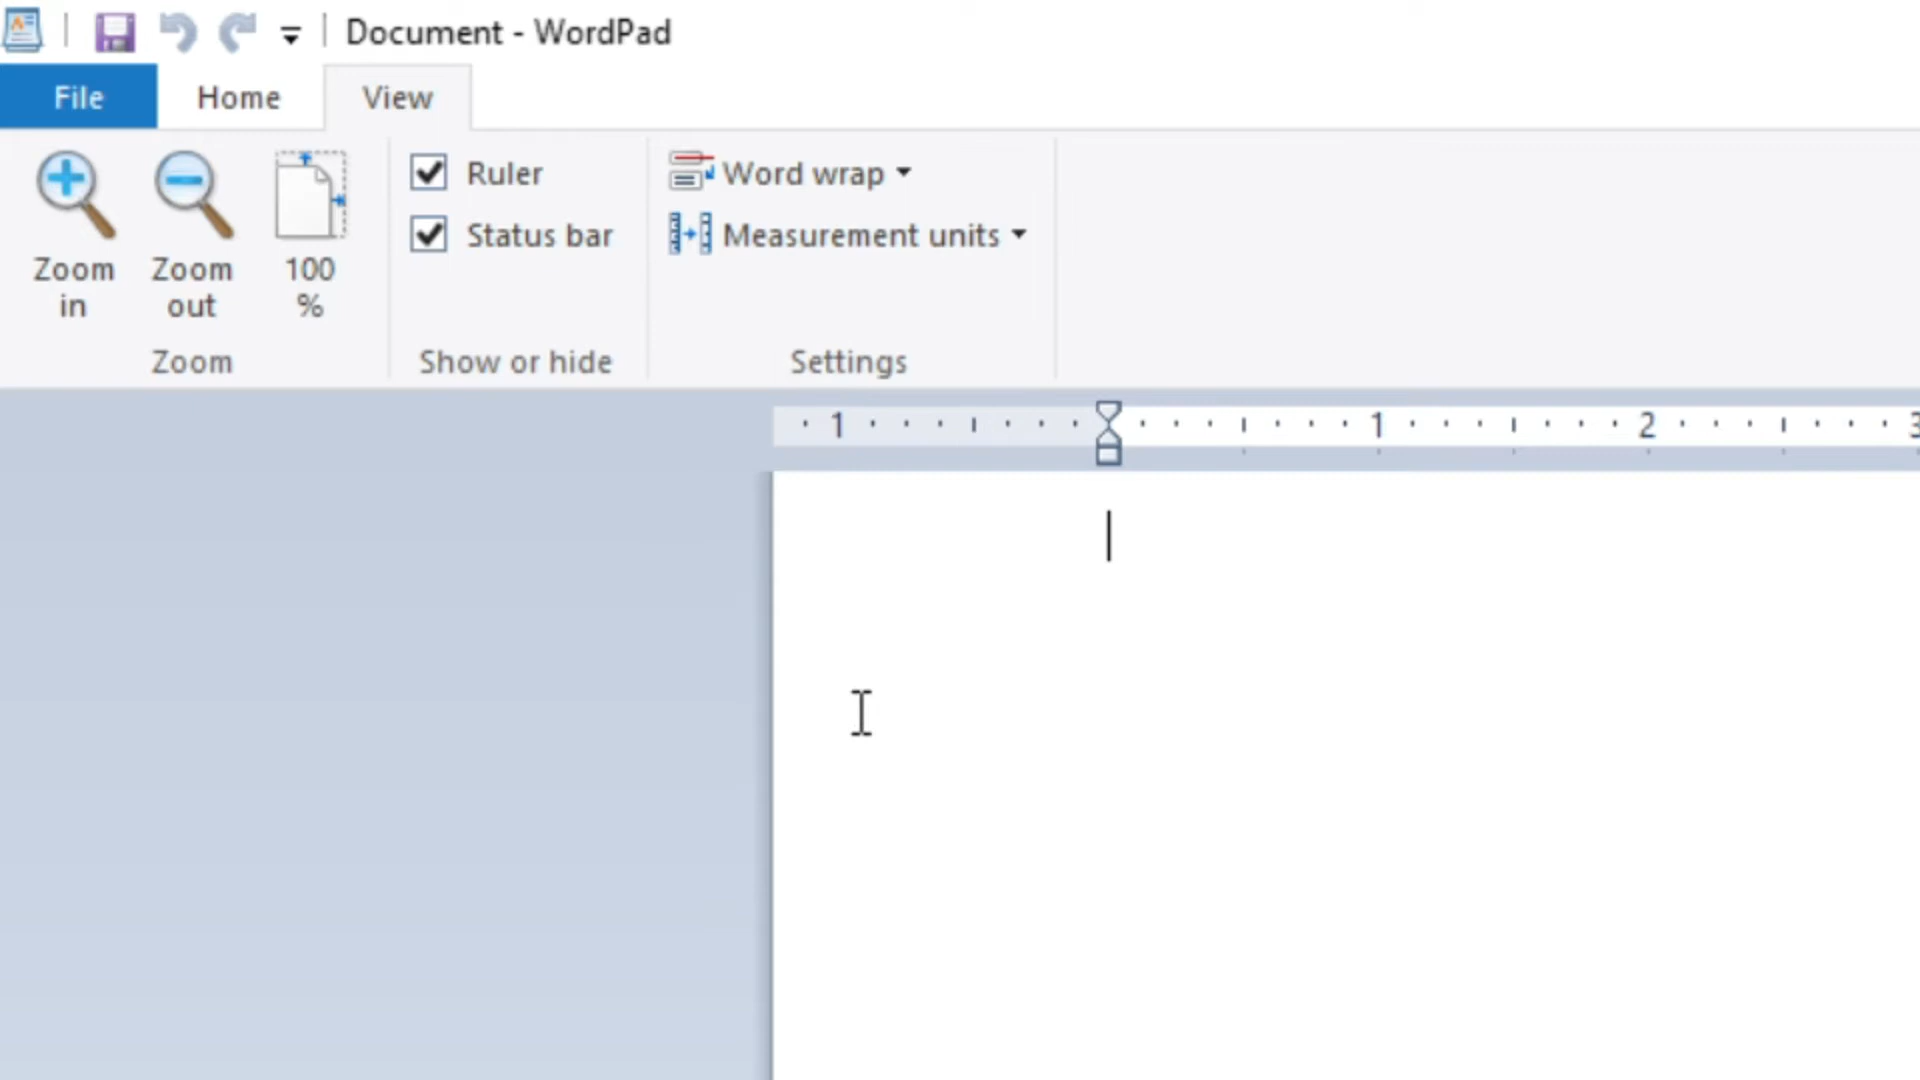 Document - WordPad
File Home View
Zoom in
Zoom out
100 %
Zoom
Ruler
Status bar
Show or hide
Word wrap
Measurement units
Settings
1 1 2 3